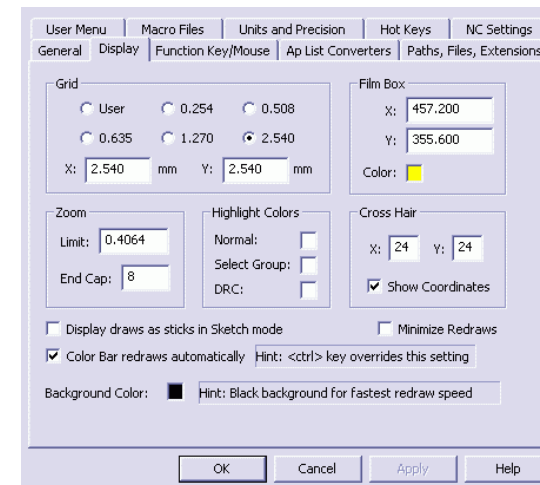 User Menu Macro Files Units and Precision Hot Keys NC Settings
General Display Function Key/Mouse Ap List Converters Paths, Files, Extensions
Grid
User 0.254 0.508
0.635 1.270 2.540
X: 2.540 mm Y: 2.540 mm
Film Box
X: 457.200
Y: 355.600
Color:
Zoom
Limit: 0.4064
End Cap: 8
Highlight Colors
Normal:
Select Group:
DRC:
Cross Hair
X: 24 Y: 24
Show Coordinates
Display draws as sticks in Sketch mode Minimize Redraws
Color Bar redraws automatically Hint: <ctrl> key overrides this setting
Background Color: Hint: Black background for fastest redraw speed
OK Cancel Apply Help